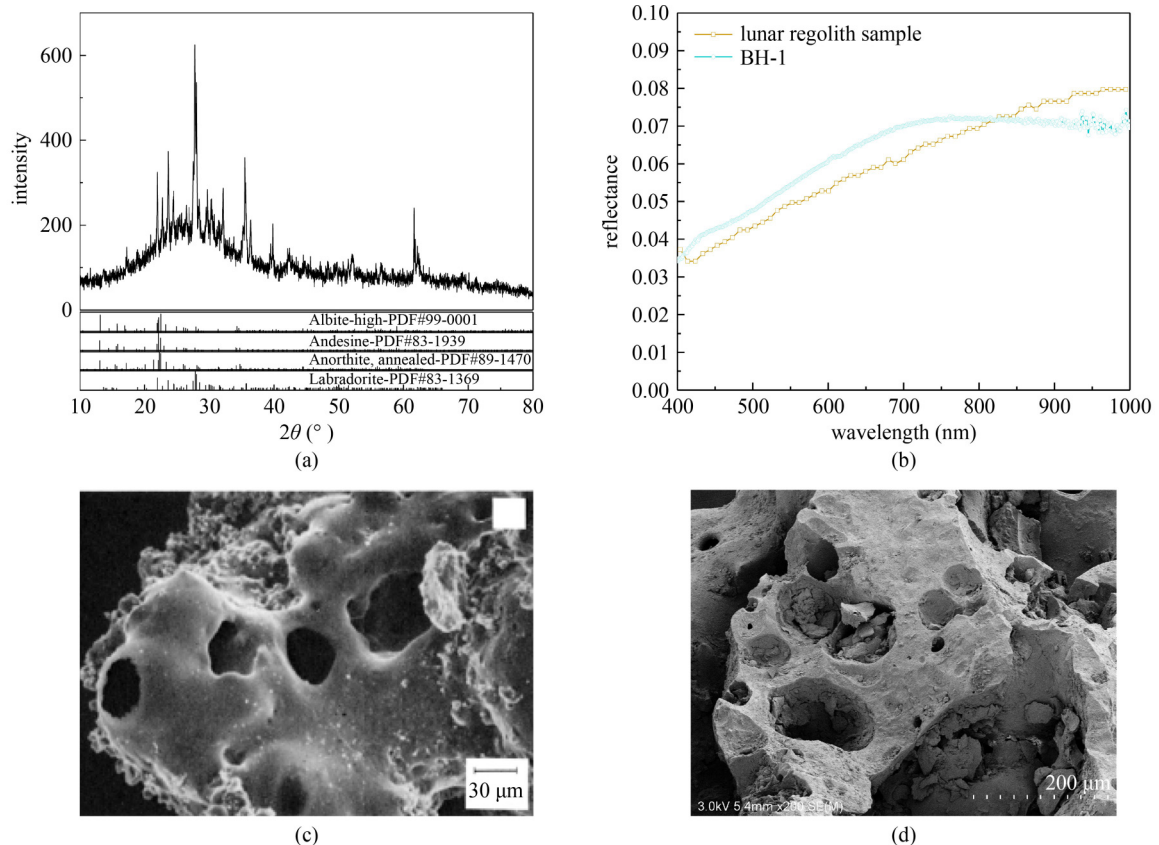 600
400
200
0
intensity
Albite-high-PDF#99-0001
Andesine-PDF#83-1939
Anorthite, annealed-PDF#89-1470
Labradorite-PDF#83-1369
10 20 30 40 50 60 70 80
2θ (° )
(a)
0.10
0.09
0.08
0.07
0.06
0.05
0.04
0.03
0.02
0.01
0.00
reflectance
lunar regolith sample
BH-1
400 500 600 700 800 900 1000
wavelength (nm)
(b)
30 μm
(c)
200 μm
3.0kV 5.4mm x200 SE(M)
(d)